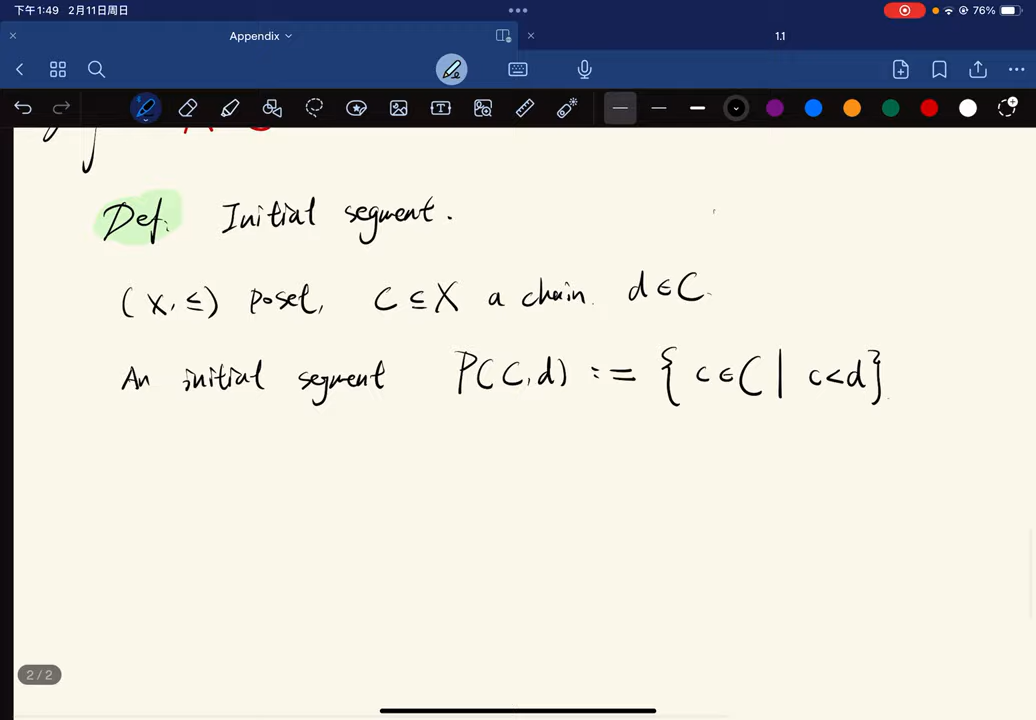 下午1:49 2月11日周日 76%
Appendix 1.1
Def. Initial segment.
(X, ≤) poset, C ⊆ X a chain. d ∈ C.
An initial segment P(C, d) := { c ∈ C | c < d }.
2 / 2